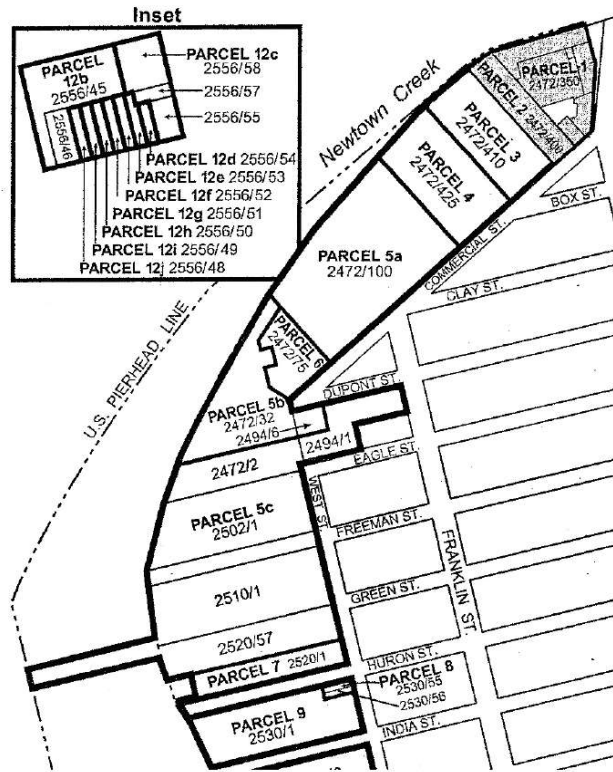 Inset
PARCEL
12b
2556/45
PARCEL 12c
2556/58
2556/57
2556/55
2556/46
PARCEL 12d 2556/54
PARCEL 12e 2556/53
PARCEL 12f 2556/52
PARCEL 12g 2556/51
PARCEL 12h 2556/50
PARCEL 12i 2556/49
PARCEL 12j 2556/48
Newtown Creek
PARCEL 1
2472/350
PARCEL 2 2472/400
PARCEL 3
2472/410
PARCEL 4
2472/425
BOX ST.
COMMERCIAL ST.
CLAY ST.
PARCEL 5a
2472/100
PARCEL 6
2472/75
U.S. PIERHEAD LINE
DUPONT ST.
PARCEL 5b
2472/32
2494/6
2494/1
EAGLE ST.
2472/2
WEST ST.
PARCEL 5c
2502/1
FREEMAN ST.
FRANKLIN ST.
2510/1
GREEN ST.
2520/57
HURON ST.
PARCEL 7 2520/1
PARCEL 8
2530/55
2530/56
PARCEL 9
2530/1
INDIA ST.